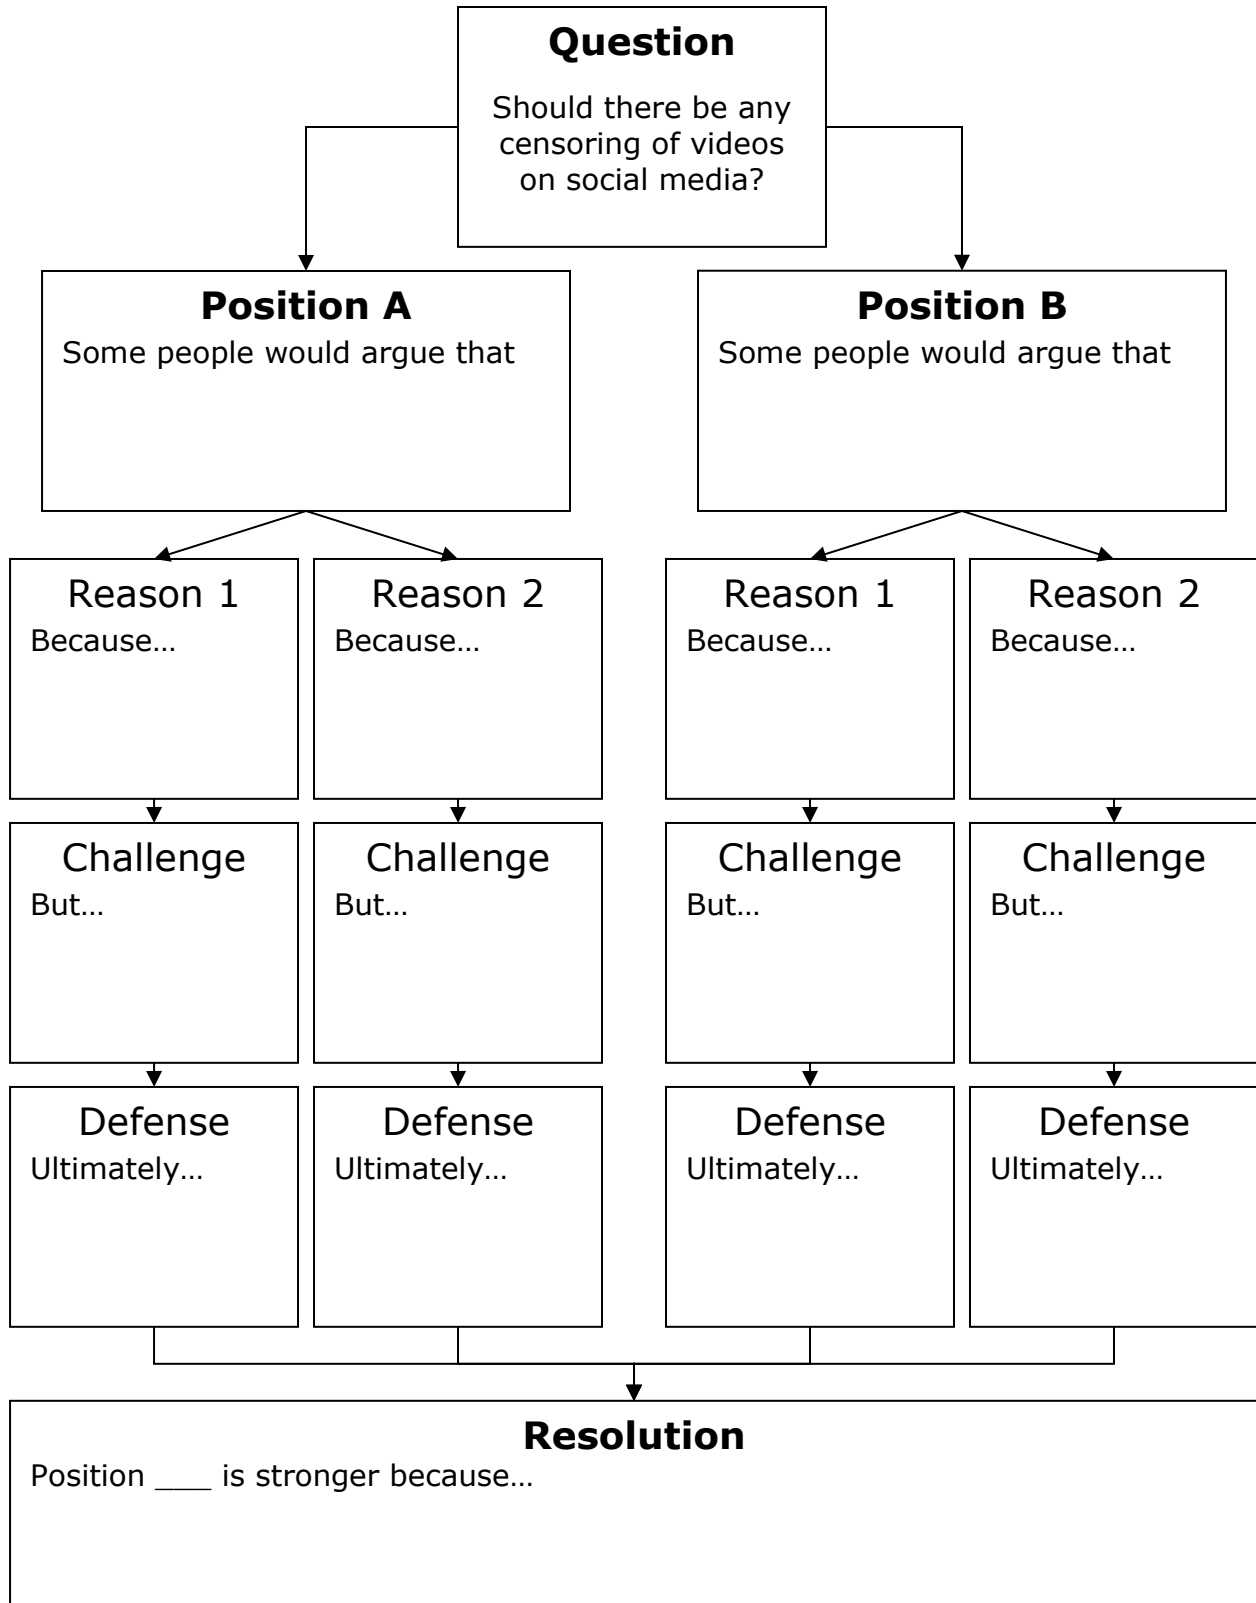 Question
Should there be any
censoring of videos
on social media?
Position A
Some people would argue that
Position B
Some people would argue that
Reason 1
Because…
Reason 2
Because…
Reason 1
Because…
Reason 2
Because…
Challenge
But…
Challenge
But…
Challenge
But…
Challenge
But…
Defense
Ultimately…
Defense
Ultimately…
Defense
Ultimately…
Defense
Ultimately…
Resolution
Position ___ is stronger because…